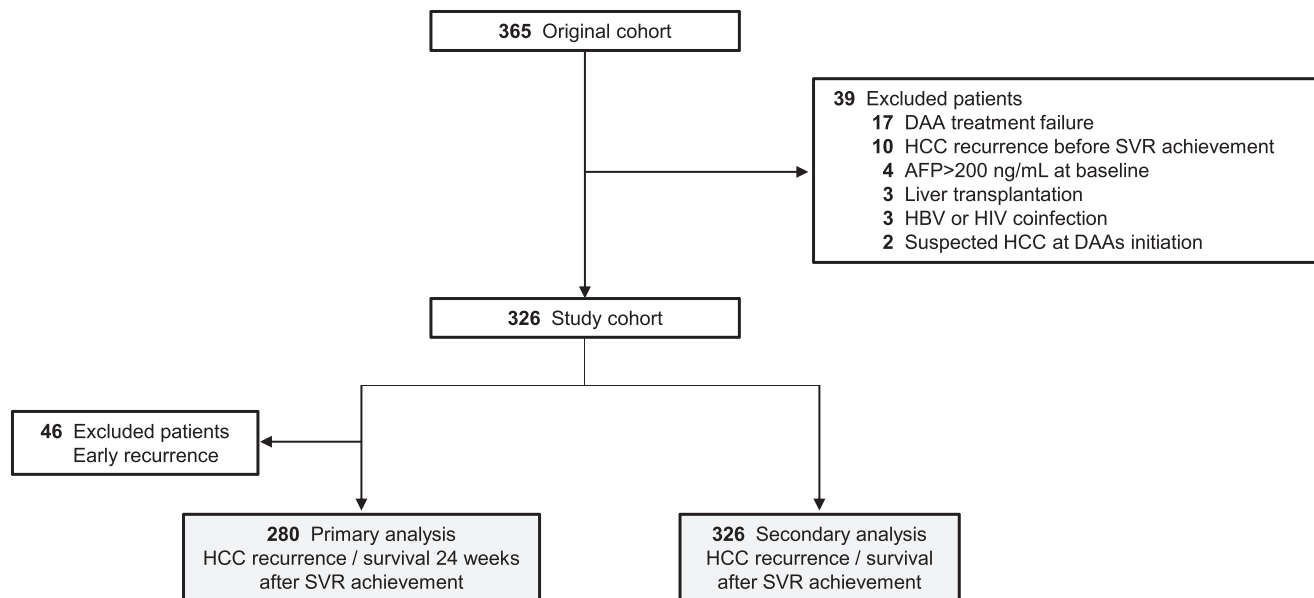 365 Original cohort
39 Excluded patients
17 DAA treatment failure
10 HCC recurrence before SVR achievement
4 AFP>200 ng/mL at baseline
3 Liver transplantation
3 HBV or HIV coinfection
2 Suspected HCC at DAAs initiation
326 Study cohort
46 Excluded patients
Early recurrence
280 Primary analysis
HCC recurrence / survival 24 weeks
after SVR achievement
326 Secondary analysis
HCC recurrence / survival
after SVR achievement